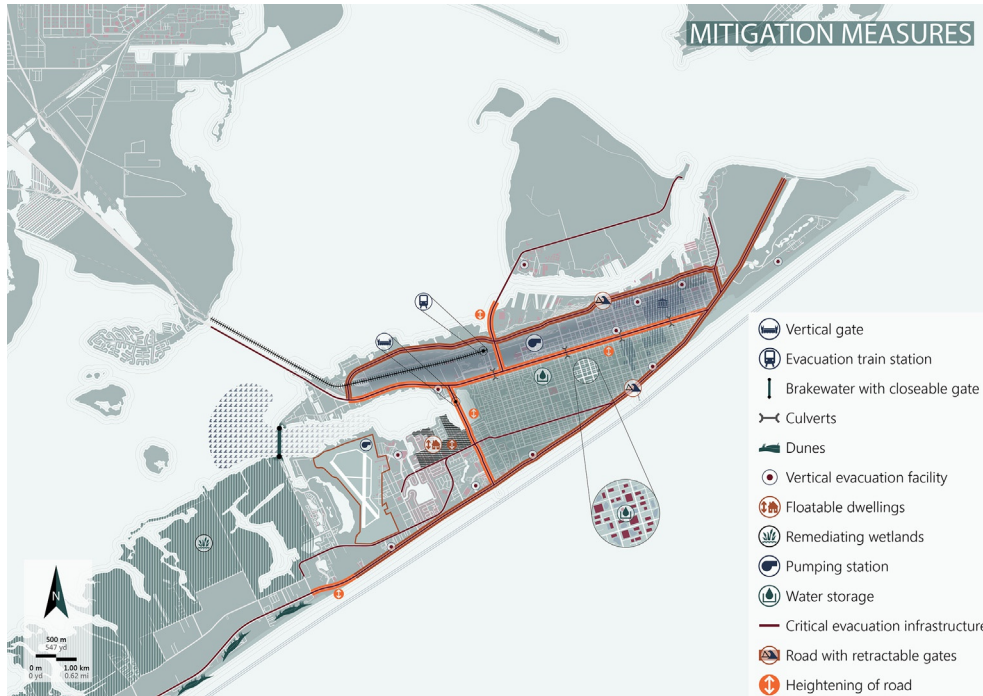 MITIGATION MEASURES
Vertical gate
Evacuation train station
Brakewater with closeable gate
Culverts
Dunes
Vertical evacuation facility
Floatable dwellings
Remediating wetlands
Pumping station
Water storage
Critical evacuation infrastructure
Road with retractable gates
Heightening of road
N
500 m
547 yd
0 m 1.00 km
0 yd 0.62 mi